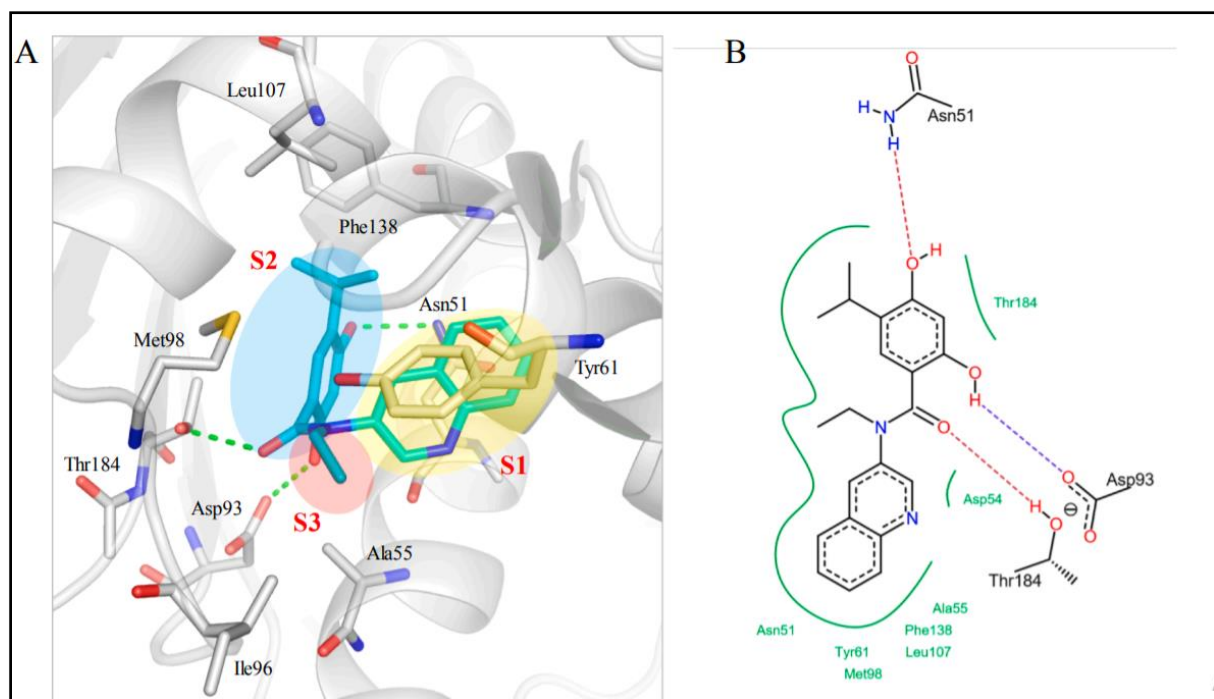 A
Leu107
Phe138
S2
Asn51
Met98
Tyr61
Thr184
S1
Asp93
S3
Ala55
Ile96
B
O
H
N
H
Asn51
O
H
Thr184
O
H
N
O
O
Asp93
Asp54
H
O
⊖
O
N
Thr184
Ala55
Asn51
Phe138
Tyr61
Leu107
Met98